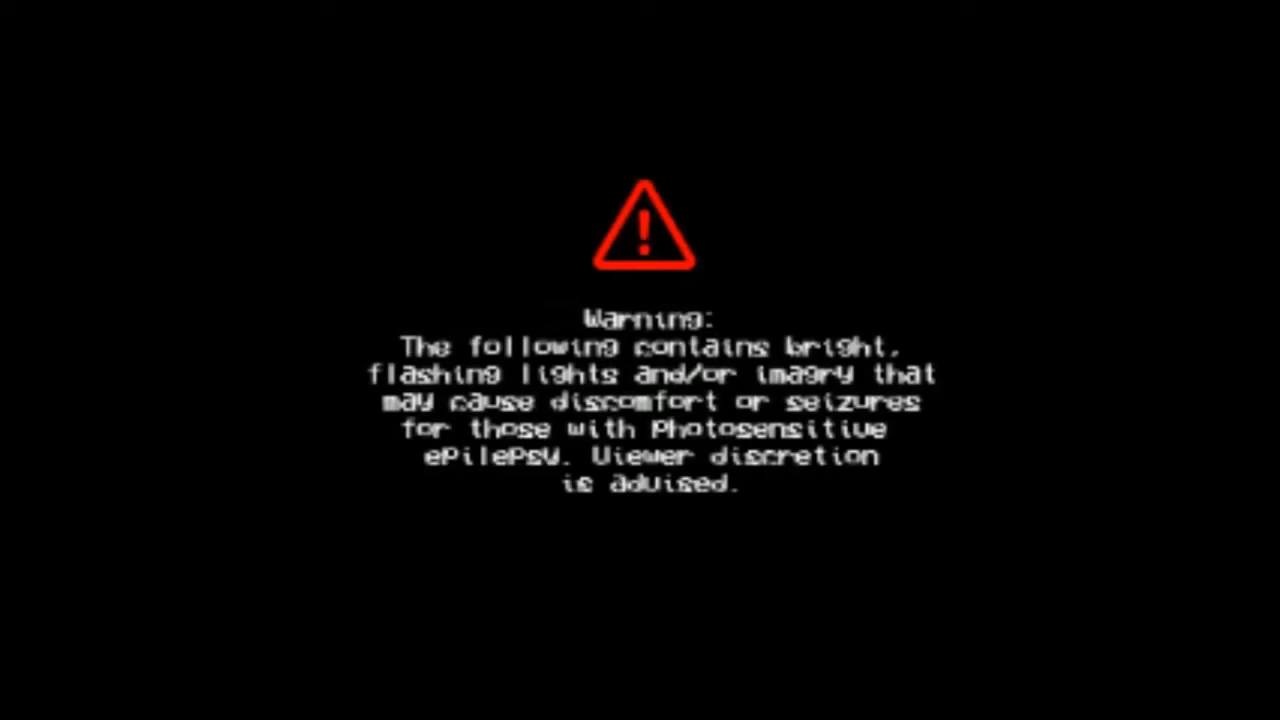 Warning:
The following contains bright,
flashing lights and/or imagry that
may cause discomfort or seizures
for those with Photosensitive
ePilePsy. Viewer discretion
is advised.